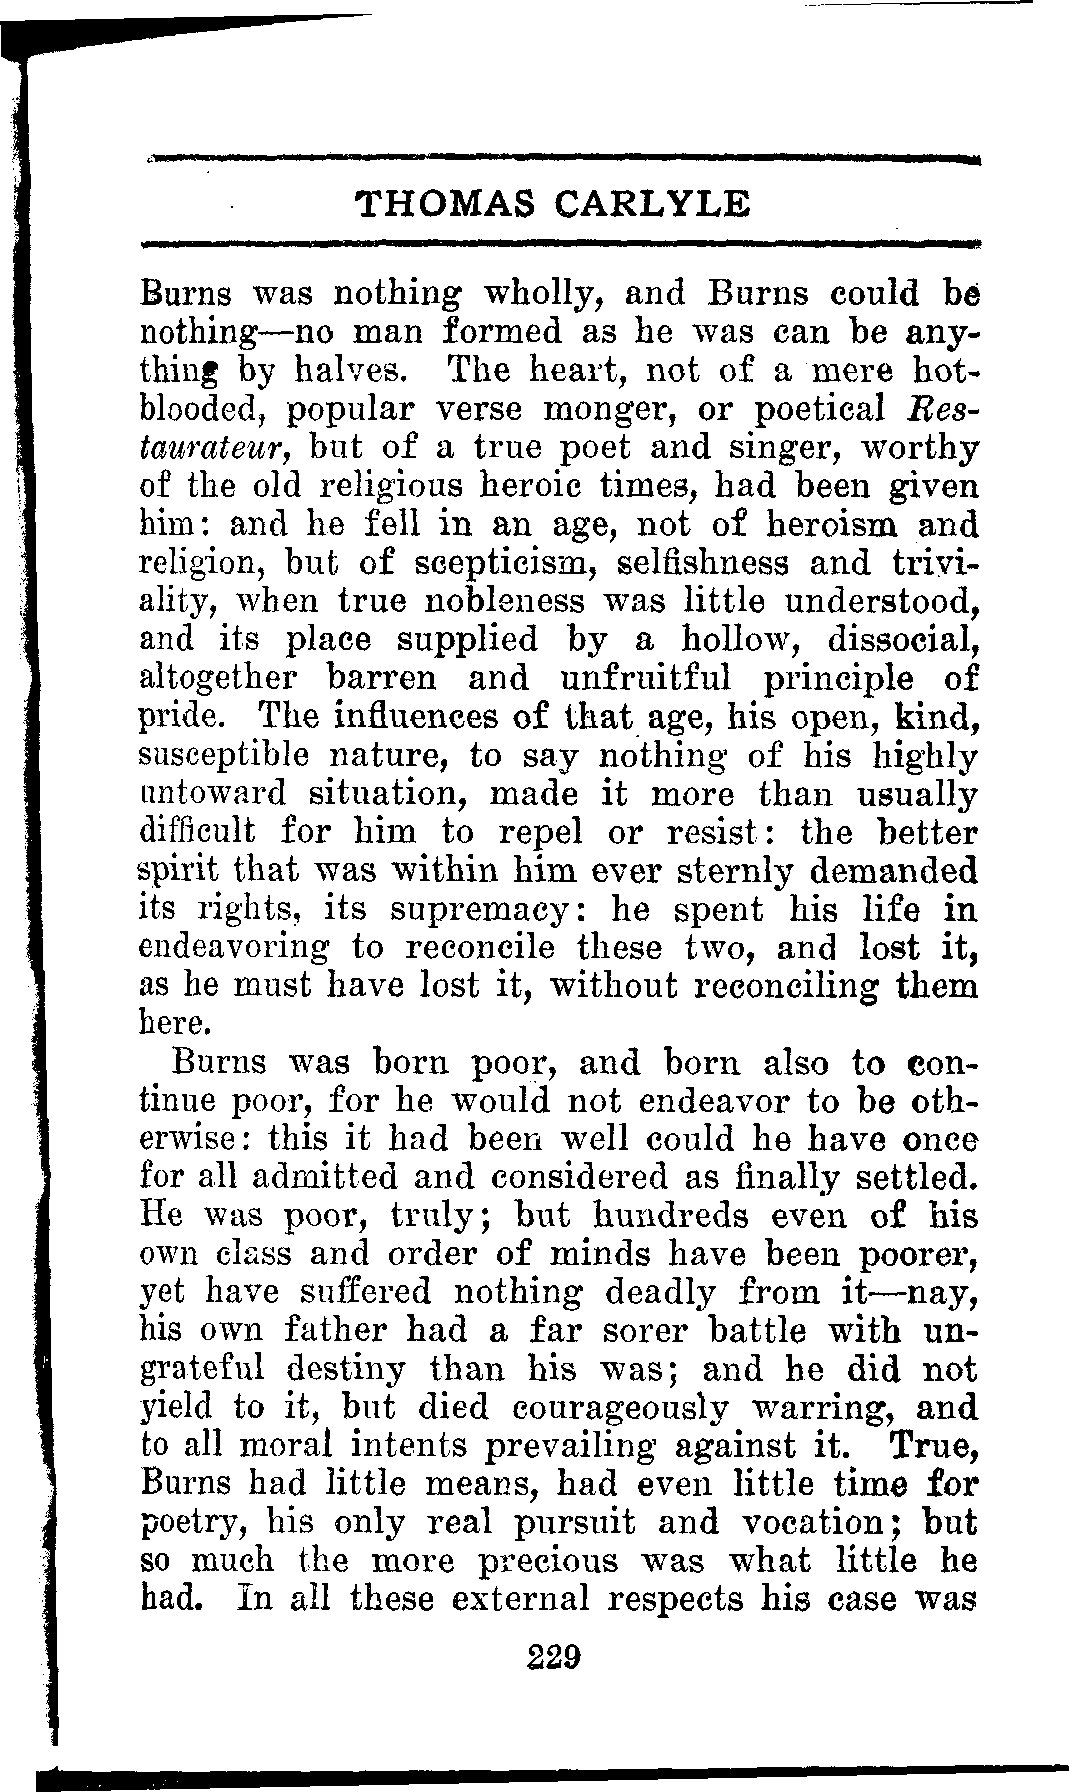 THOMAS CARLYLE
Burns was nothing wholly, and Burns could be
nothing—no man formed as he was can be any-
thing by halves. The heart, not of a mere hot-
blooded, popular verse monger, or poetical Res-
taurateur, but of a true poet and singer, worthy
of the old religious heroic times, had been given
him: and he fell in an age, not of heroism and
religion, but of scepticism, selfishness and trivi-
ality, when true nobleness was little understood,
and its place supplied by a hollow, dissocial,
altogether barren and unfruitful principle of
pride. The influences of that age, his open, kind,
susceptible nature, to say nothing of his highly
untoward situation, made it more than usually
difficult for him to repel or resist: the better
spirit that was within him ever sternly demanded
its rights, its supremacy: he spent his life in
endeavoring to reconcile these two, and lost it,
as he must have lost it, without reconciling them
here.
Burns was born poor, and born also to con-
tinue poor, for he would not endeavor to be oth-
erwise: this it had been well could he have once
for all admitted and considered as finally settled.
He was poor, truly; but hundreds even of his
own class and order of minds have been poorer,
yet have suffered nothing deadly from it—nay,
his own father had a far sorer battle with un-
grateful destiny than his was; and he did not
yield to it, but died courageously warring, and
to all moral intents prevailing against it. True,
Burns had little means, had even little time for
poetry, his only real pursuit and vocation; but
so much the more precious was what little he
had. In all these external respects his case was
229